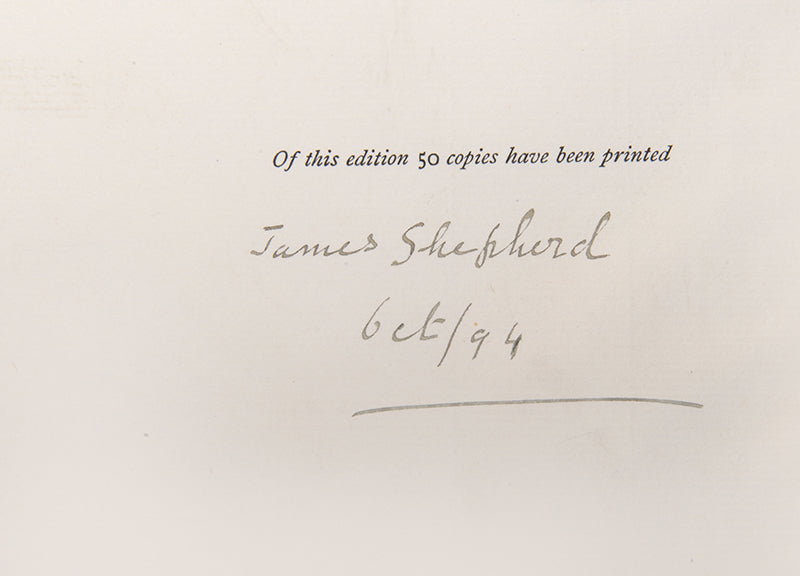 Of this edition 50 copies have been printed
James Shepherd
Oct/94